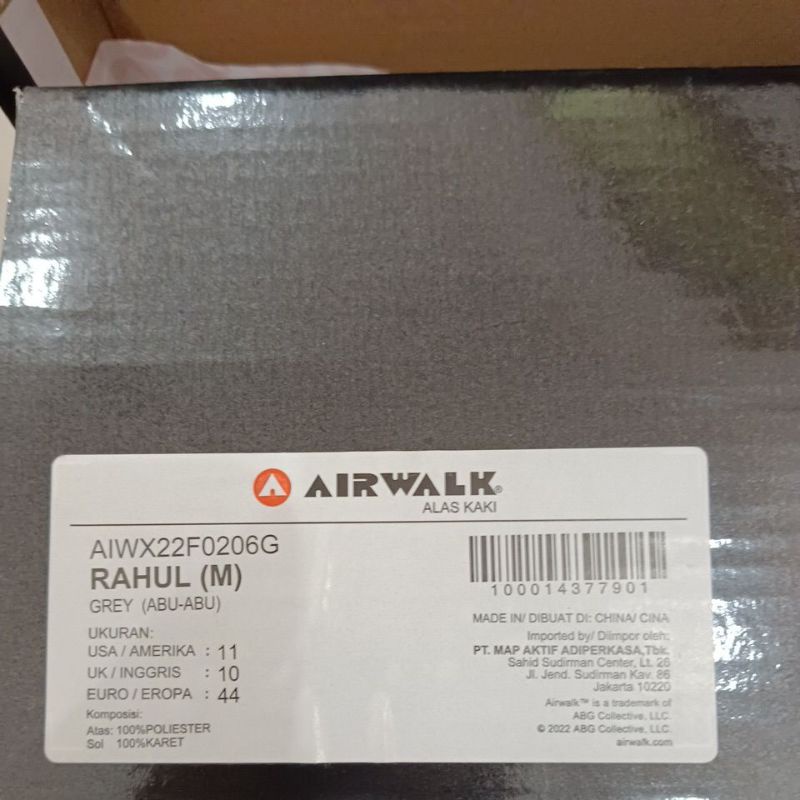 AIRWALK®
ALAS KAKI
AIWX22F0206G
RAHUL (M)
GREY (ABU-ABU)
UKURAN:
USA / AMERIKA : 11
UK / INGGRIS : 10
EURO / EROPA : 44
Komposisi:
Atas: 100%POLIESTER
Sol 100%KARET
100014377901
MADE IN/ DIBUAT DI: CHINA/ CINA
Imported by/ Diimpor oleh:
PT. MAP AKTIF ADIPERKASA,Tbk.
Sahid Sudirman Center, Lt. 26
Jl. Jend. Sudirman Kav. 86
Jakarta 10220
Airwalk™ is a trademark of
ABG Collective, LLC.
© 2022 ABG Collective, LLC.
airwalk.com